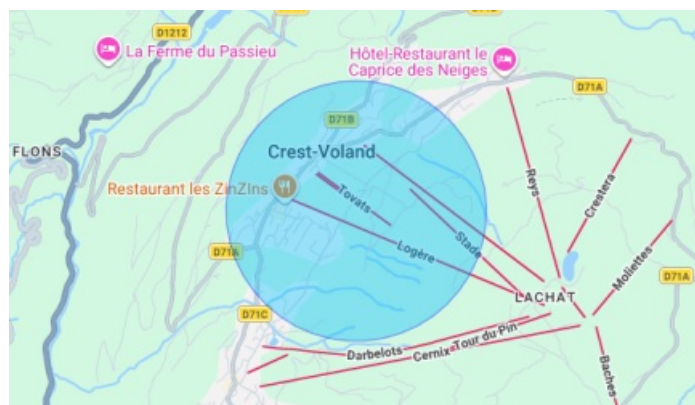 D71B
D1212
La Ferme du Passieu
Hôtel-Restaurant le
Caprice des Neiges
D71A
D71B
FLONS
Crest-Voland
Restaurant les ZinZIns
Tovats
Reys
Crestera
Logère
Stade
Moliettes
D71A
D71A
LACHAT
D71C
Darbelots
Cernix
Tour du Pin
Baches